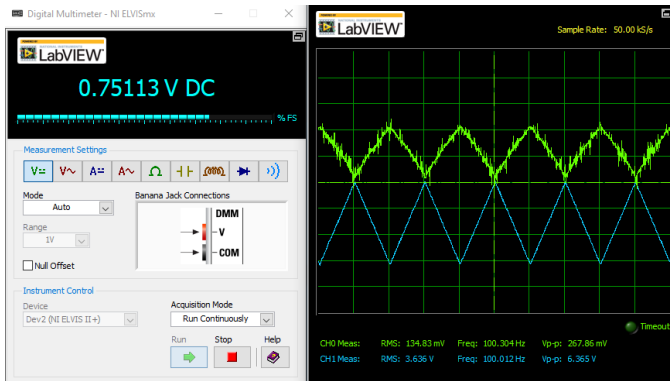 Digital Multimeter - NI ELVISmx
LabVIEW
0.75113 V DC
% FS
Measurement Settings
V= V~ A= A~ Ω
Mode
Banana Jack Connections
Auto
DMM
Range
V
1V
COM
Null Offset
Instrument Control
Device
Acquisition Mode
Dev2 (NI ELVIS II+)
Run Continuously
Run Stop Help
LabVIEW
Sample Rate: 50.00 kS/s
Timeout
CH0 Meas: RMS: 134.83 mV Freq: 100.304 Hz Vp-p: 267.86 mV
CH1 Meas: RMS: 3.636 V Freq: 100.012 Hz Vp-p: 6.365 V